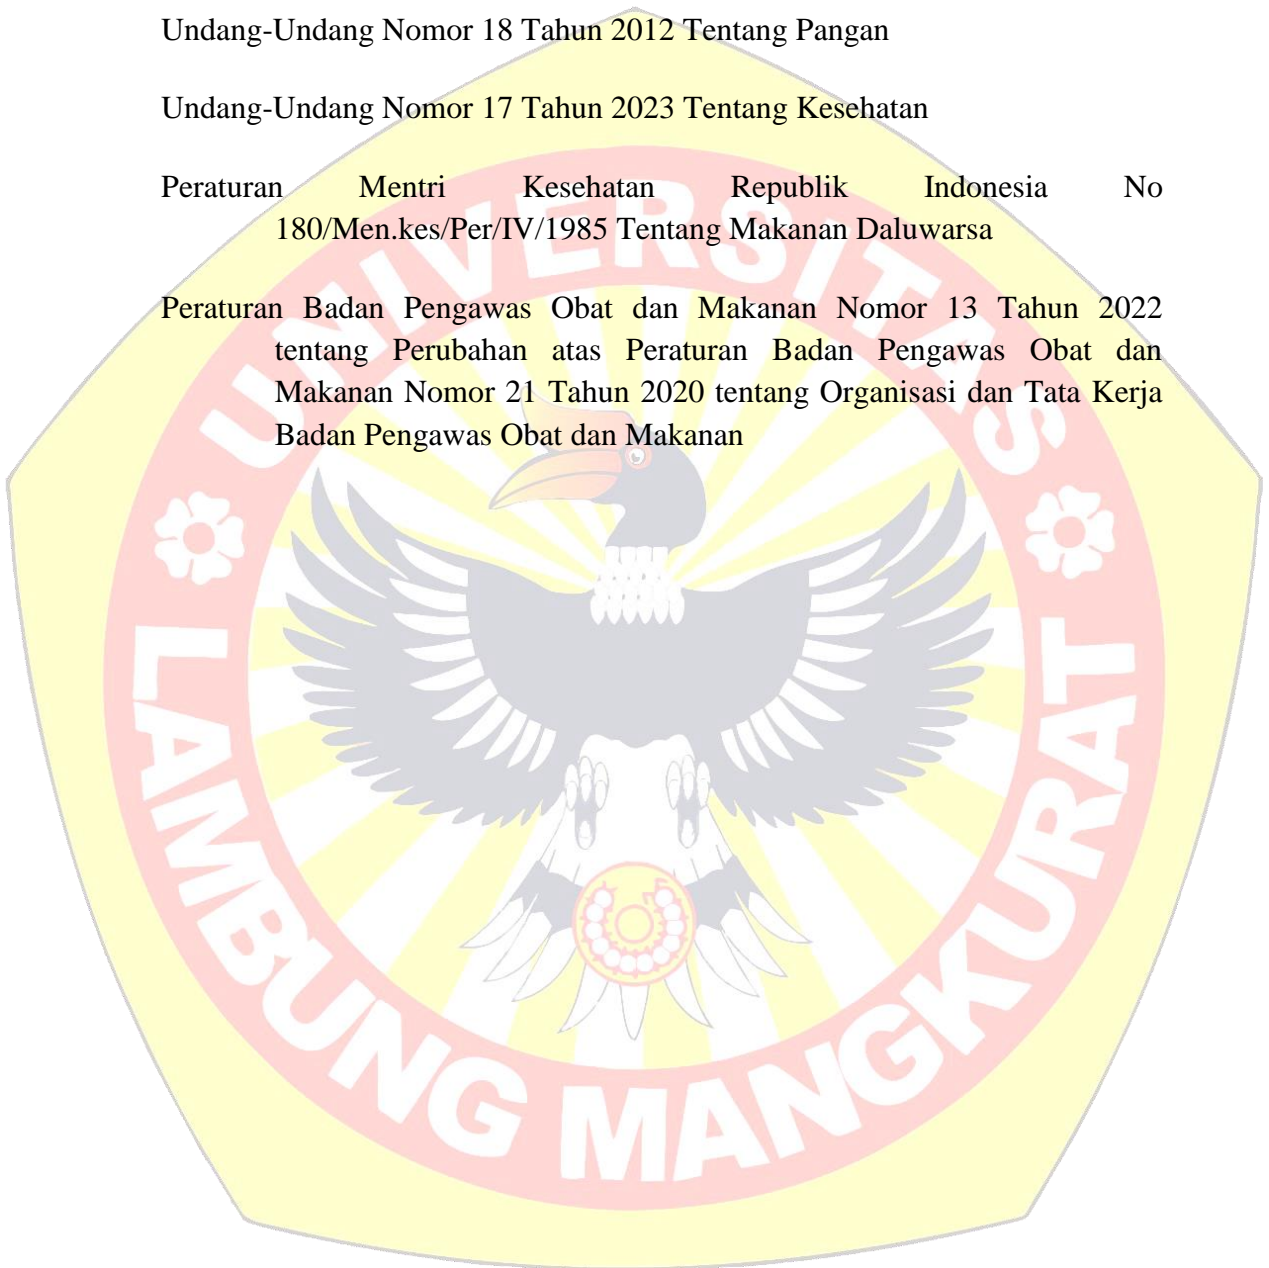 Undang-Undang Nomor 18 Tahun 2012 Tentang Pangan
Undang-Undang Nomor 17 Tahun 2023 Tentang Kesehatan
Peraturan Mentri Kesehatan Republik Indonesia No
180/Men.kes/Per/IV/1985 Tentang Makanan Daluwarsa
Peraturan Badan Pengawas Obat dan Makanan Nomor 13 Tahun 2022
tentang Perubahan atas Peraturan Badan Pengawas Obat dan
Makanan Nomor 21 Tahun 2020 tentang Organisasi dan Tata Kerja
Badan Pengawas Obat dan Makanan
UNIVERSITAS
LAMBUNG MANGKURAT